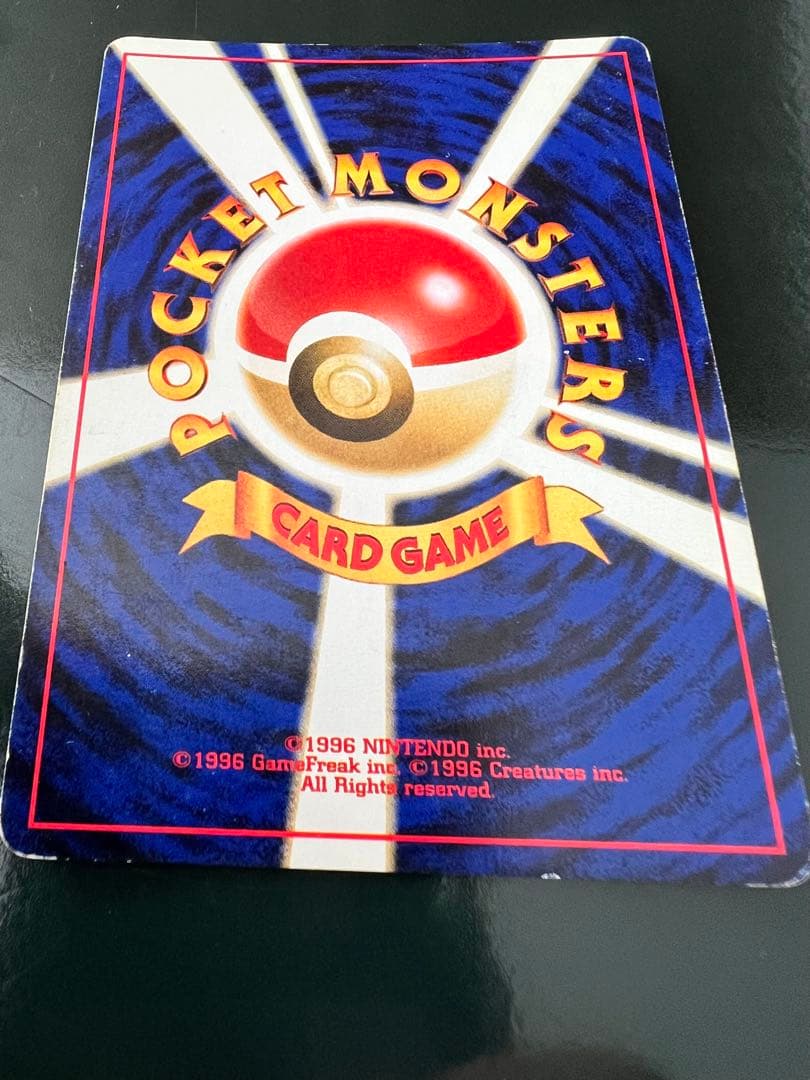 POCKET MONSTERS
CARD GAME
©1996 NINTENDO inc.
©1996 GameFreak inc. ©1996 Creatures inc.
All Rights reserved.